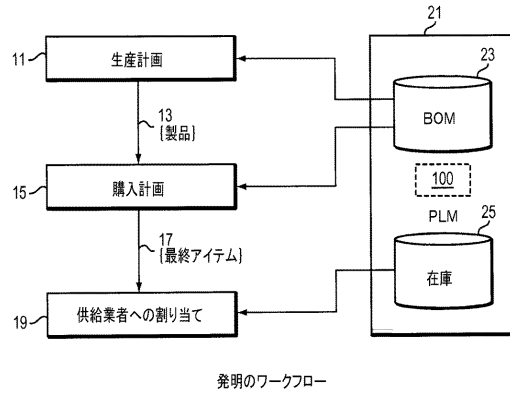 21
11
生産計画
23
BOM
13
{製品}
15
購入計画
100
PLM
17
{最終アイテム}
25
在庫
19
供給業者への割り当て
発明のワークフロー